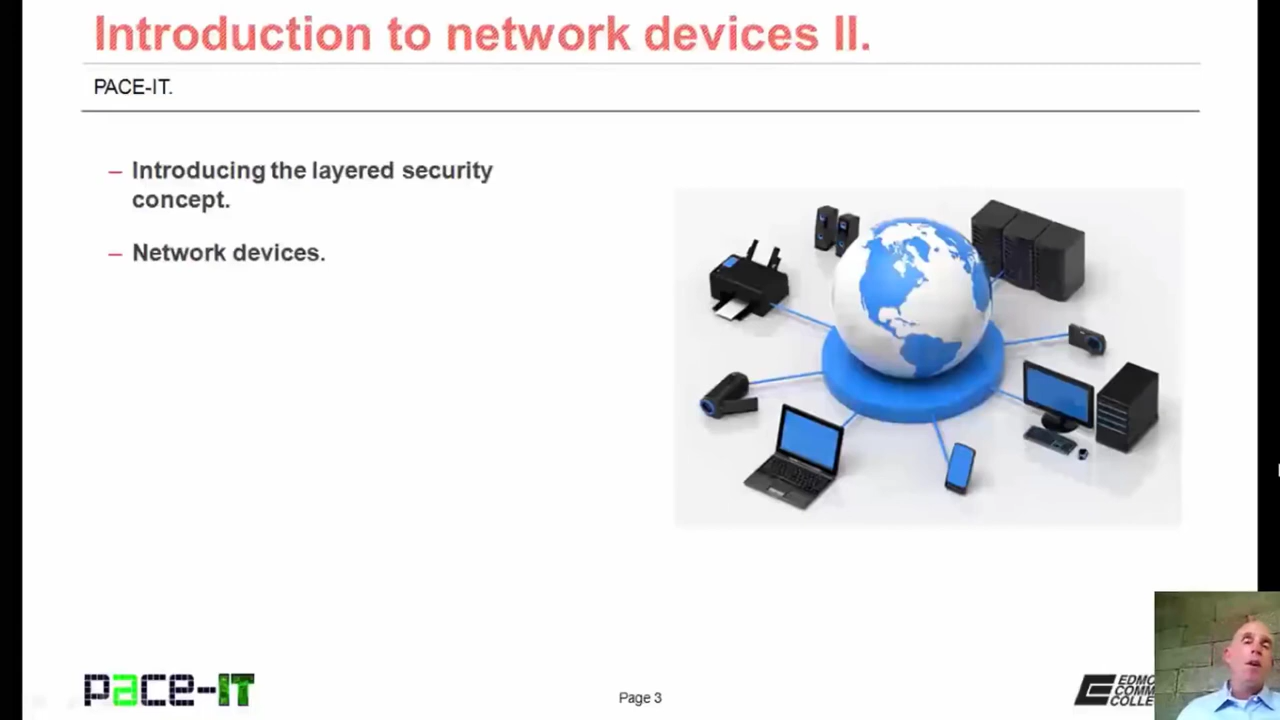 Introduction to network devices II.
PACE-IT.
– Introducing the layered security
concept.
– Network devices.
pace-IT
Page 3